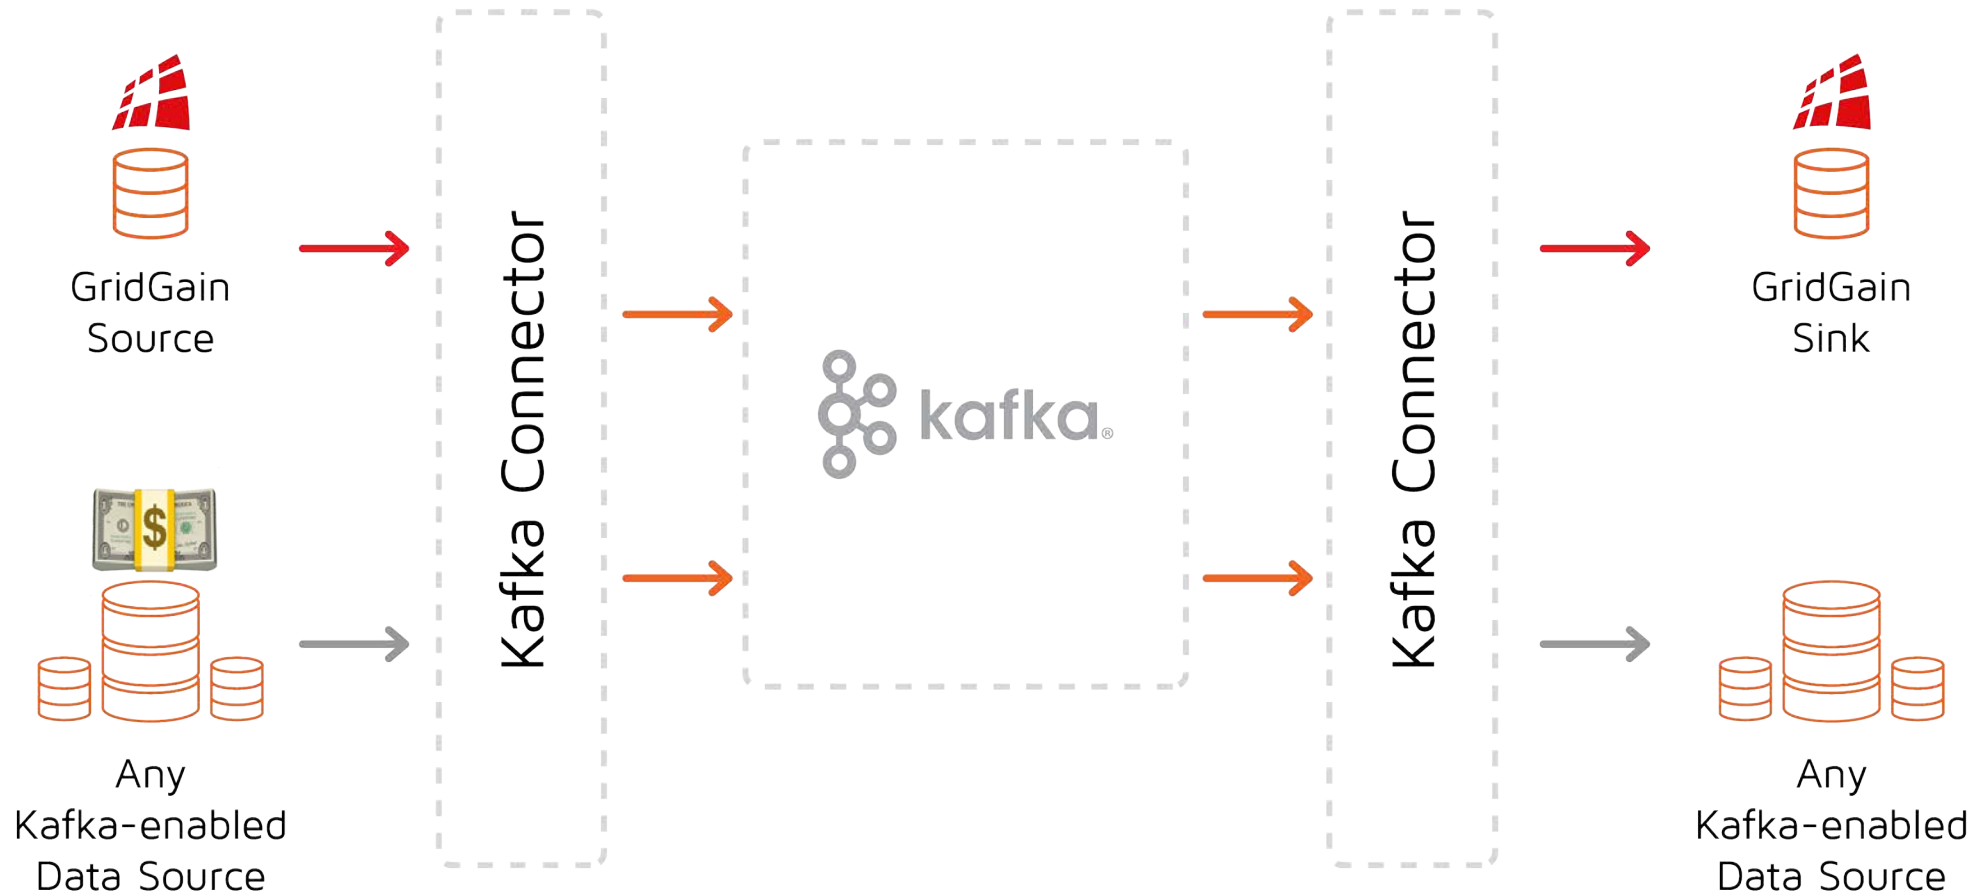 GridGain
Source
Any
Kafka-enabled
Data Source
Kafka Connector
kafka®
Kafka Connector
GridGain
Sink
Any
Kafka-enabled
Data Source
$